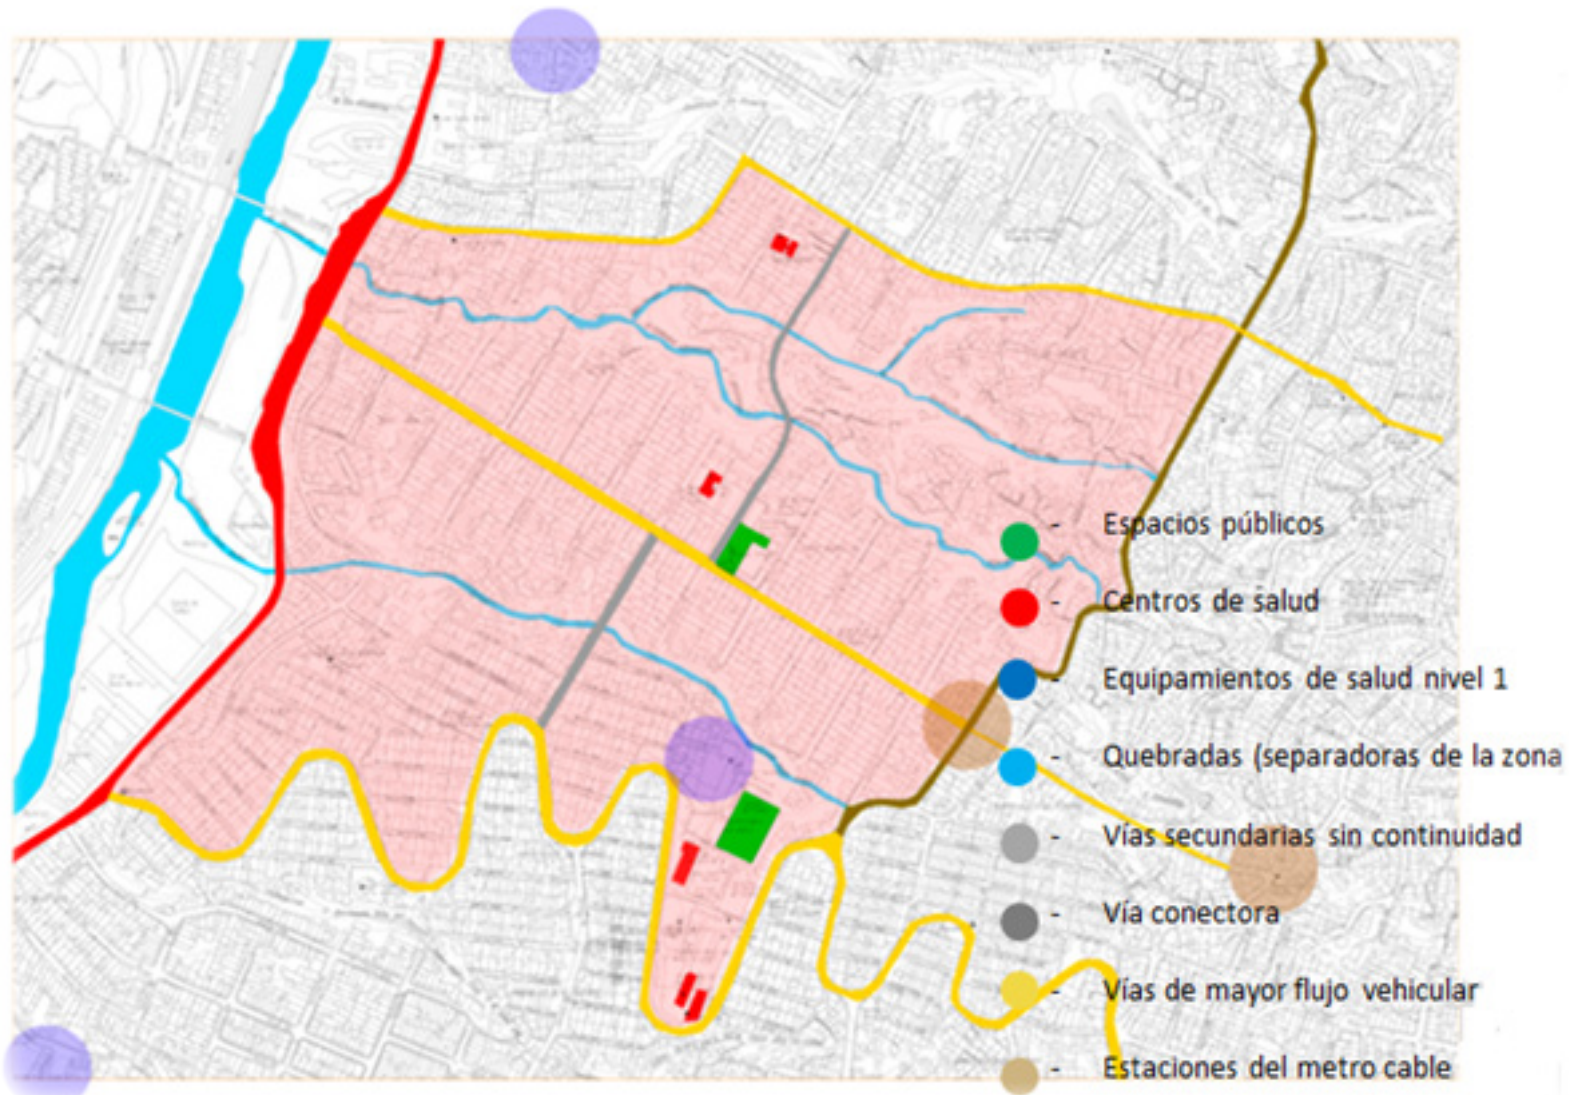 - Espacios públicos
- Centros de salud
- Equipamientos de salud nivel 1
- Quebradas (separadoras de la zona
- Vías secundarias sin continuidad
- Vía conectora
- Vías de mayor flujo vehicular
- Estaciones del metro cable